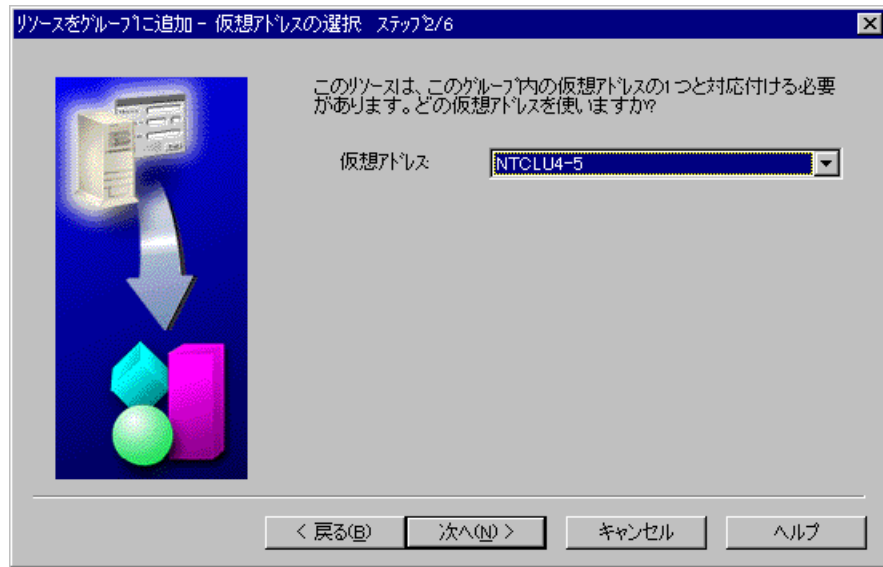 リソースをグループに追加 - 仮想アドレスの選択 ステップ2/6
このリソースは、このグループ内の仮想アドレスの1つと対応付ける必要
があります。どの仮想アドレスを使いますか?
仮想アドレス
NTCLU4-5
< 戻る(B)
次へ(N) >
キャンセル
ヘルプ